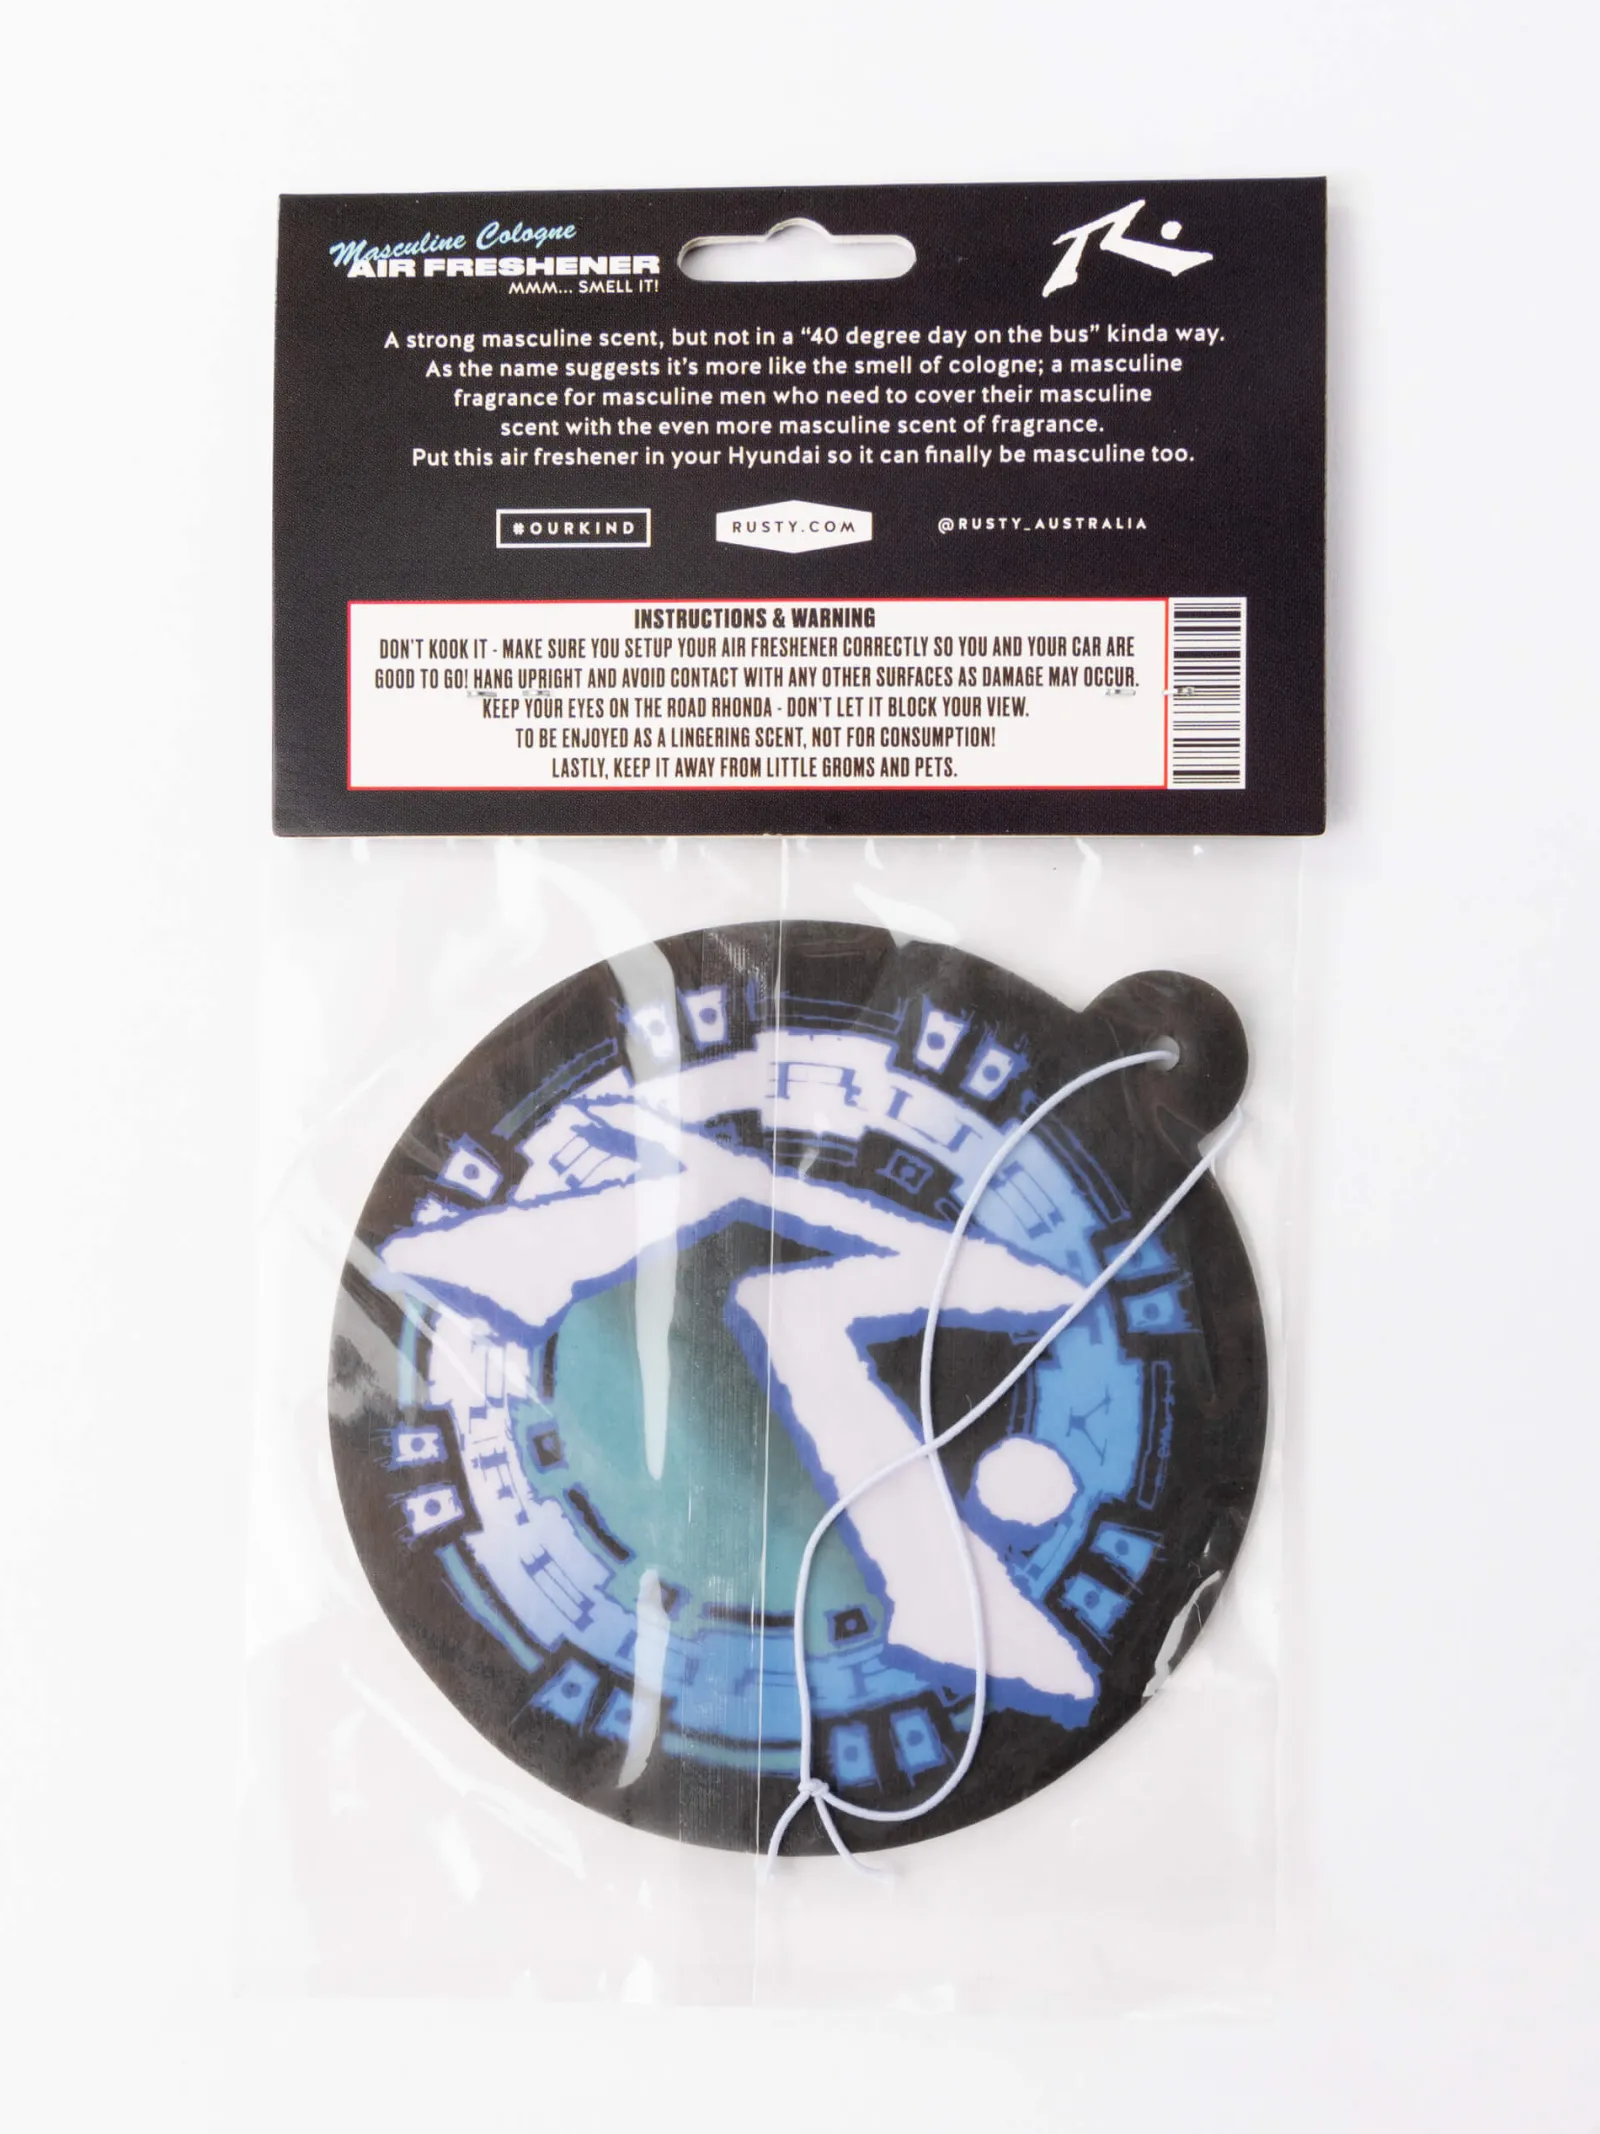 Masculine Cologne
AIR FRESHENER
MMM... SMELL IT!
A strong masculine scent, but not in a “40 degree day on the bus” kinda way.
As the name suggests it's more like the smell of cologne; a masculine
fragrance for masculine men who need to cover their masculine
scent with the even more masculine scent of fragrance.
Put this air freshener in your Hyundai so it can finally be masculine too.
#OURKIND
RUSTY.COM
@RUSTY_AUSTRALIA
INSTRUCTIONS & WARNING
DON'T KOOK IT - MAKE SURE YOU SETUP YOUR AIR FRESHENER CORRECTLY SO YOU AND YOUR CAR ARE
GOOD TO GO! HANG UPRIGHT AND AVOID CONTACT WITH ANY OTHER SURFACES AS DAMAGE MAY OCCUR.
KEEP YOUR EYES ON THE ROAD RHONDA - DON'T LET IT BLOCK YOUR VIEW.
TO BE ENJOYED AS A LINGERING SCENT, NOT FOR CONSUMPTION!
LASTLY, KEEP IT AWAY FROM LITTLE GROMS AND PETS.